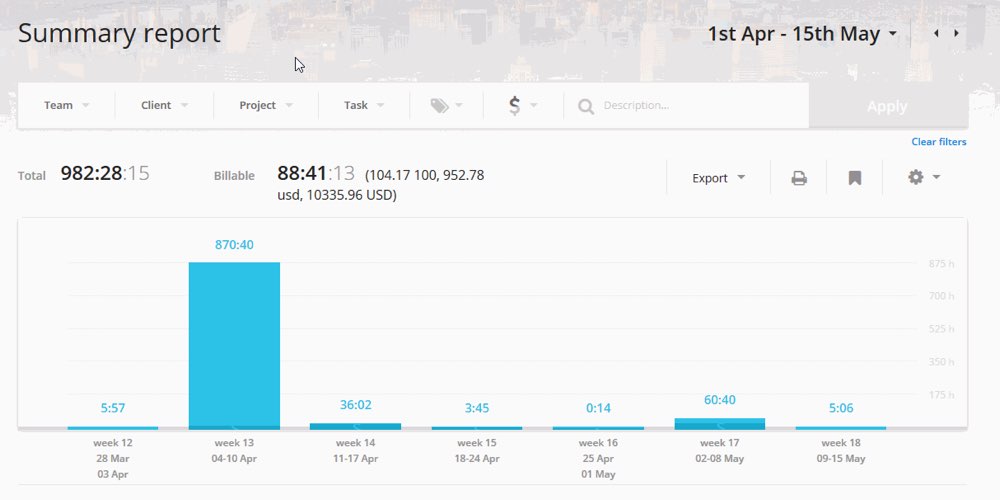 Summary report
1st Apr - 15th May
Team
Client
Project
Task
$
Description...
Apply
Clear filters
Total 982:28:15
Billable 88:41:13 (104.17 100, 952.78
usd, 10335.96 USD)
Export
870:40
875 h
700 h
525 h
350 h
175 h
5:57
36:02
3:45
0:14
60:40
5:06
week 12
28 Mar
03 Apr
week 13
04-10 Apr
week 14
11-17 Apr
week 15
18-24 Apr
week 16
25 Apr
01 May
week 17
02-08 May
week 18
09-15 May